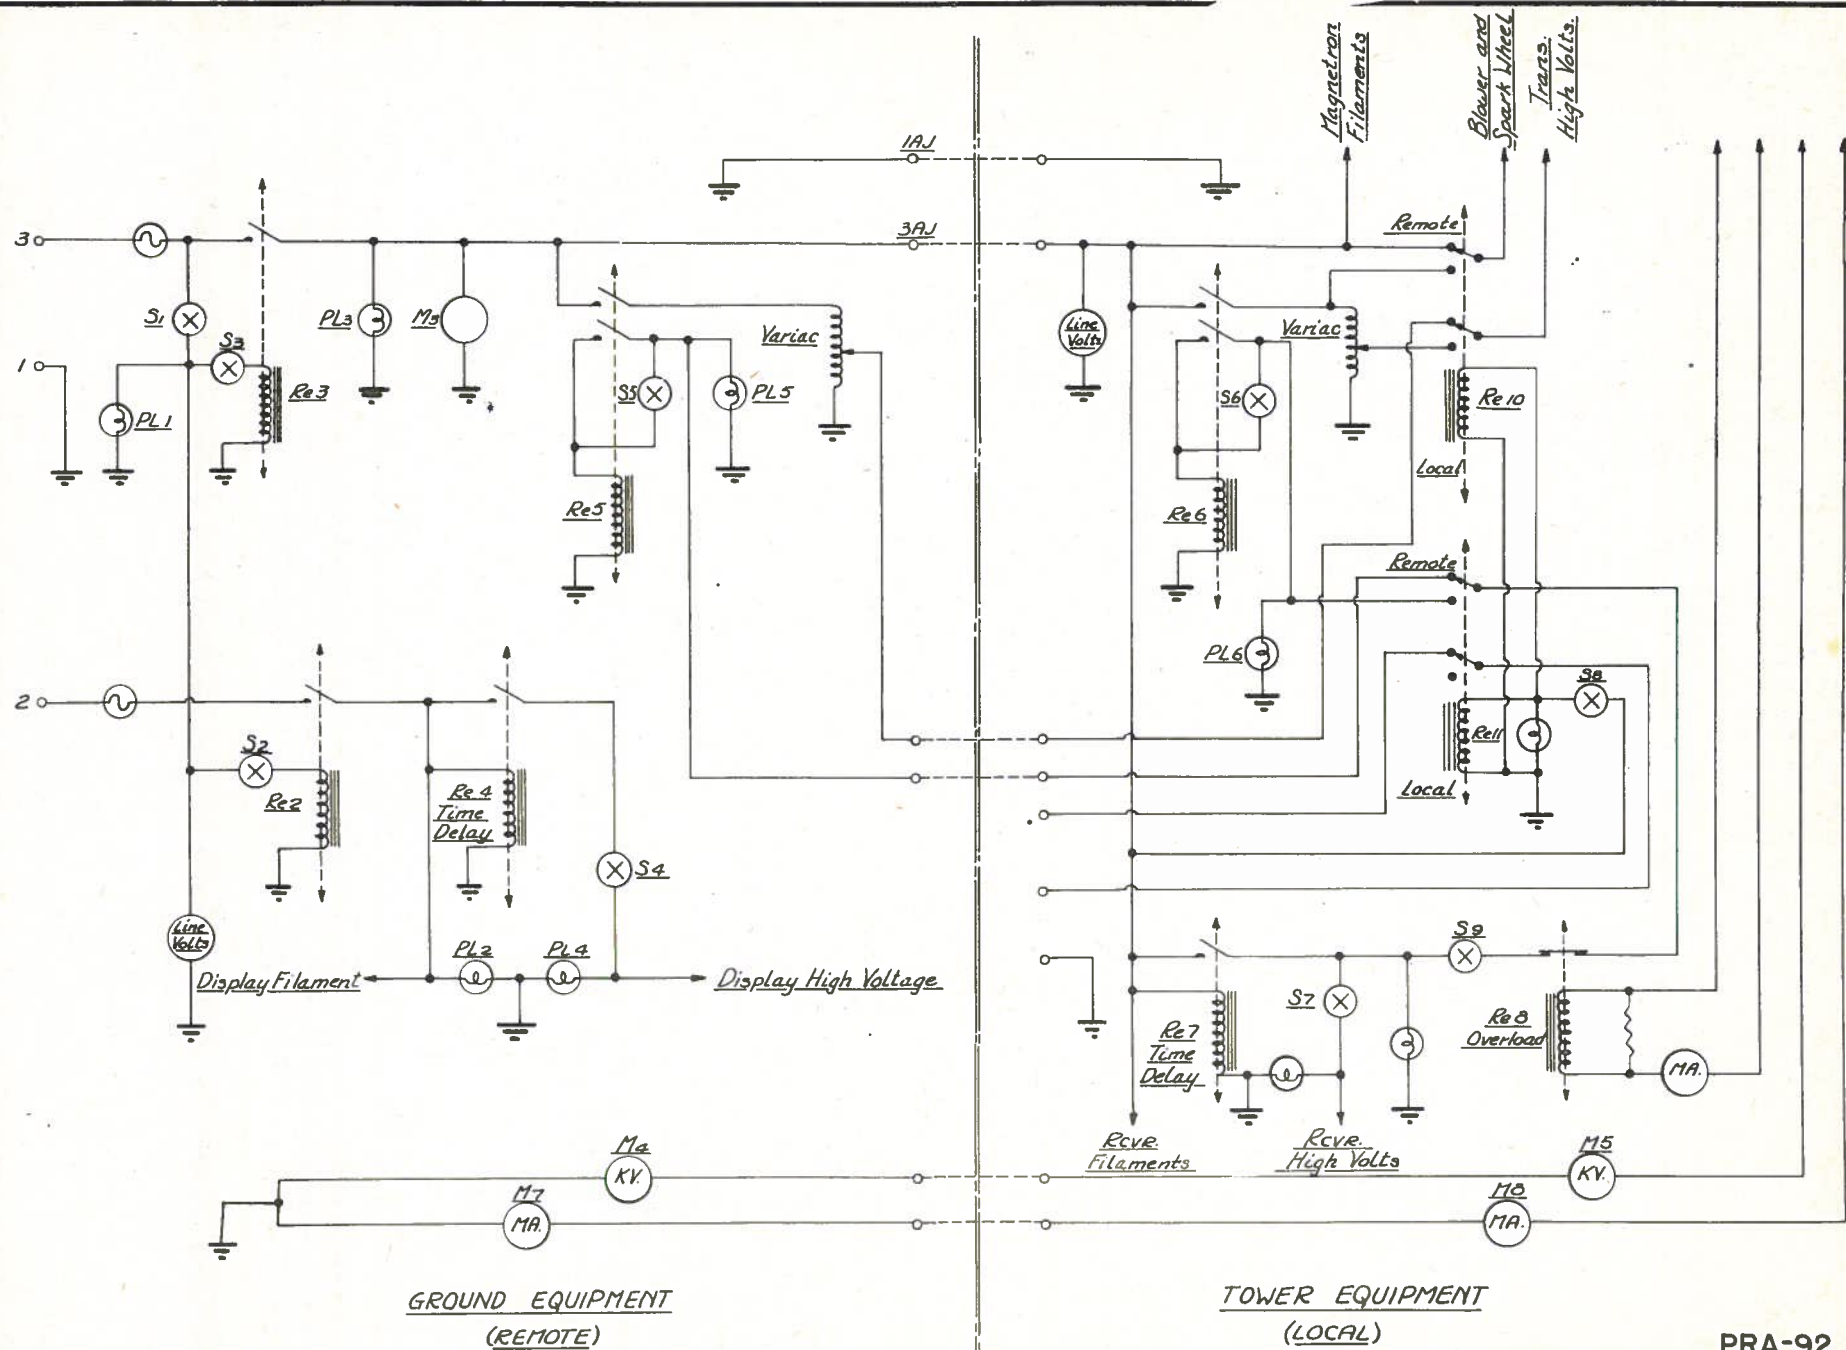 Magnetron
Filaments
Blower and
Spark Wheel
Trans.
High Volts.
1AJ
3AJ
Remote
3
S1
PL3
M3
S3
1
PL1
Re3
Variac
S5
PL5
Re5
Line
Volts
Variac
S6
Re6
Re10
Local
Remote
PL6
S8
Re11
Local
2
S2
Re2
Re4
Time
Delay
S4
Line
Volts
PL2
PL4
Display Filament
Display High Voltage
S9
S7
Re7
Time
Delay
Re8
Overload
MA.
Rcvr.
Filaments
Rcvr.
High Volts
M4
KV.
M7
MA.
M5
KV.
M8
MA.
GROUND EQUIPMENT
(REMOTE)
TOWER EQUIPMENT
(LOCAL)
PRA-92